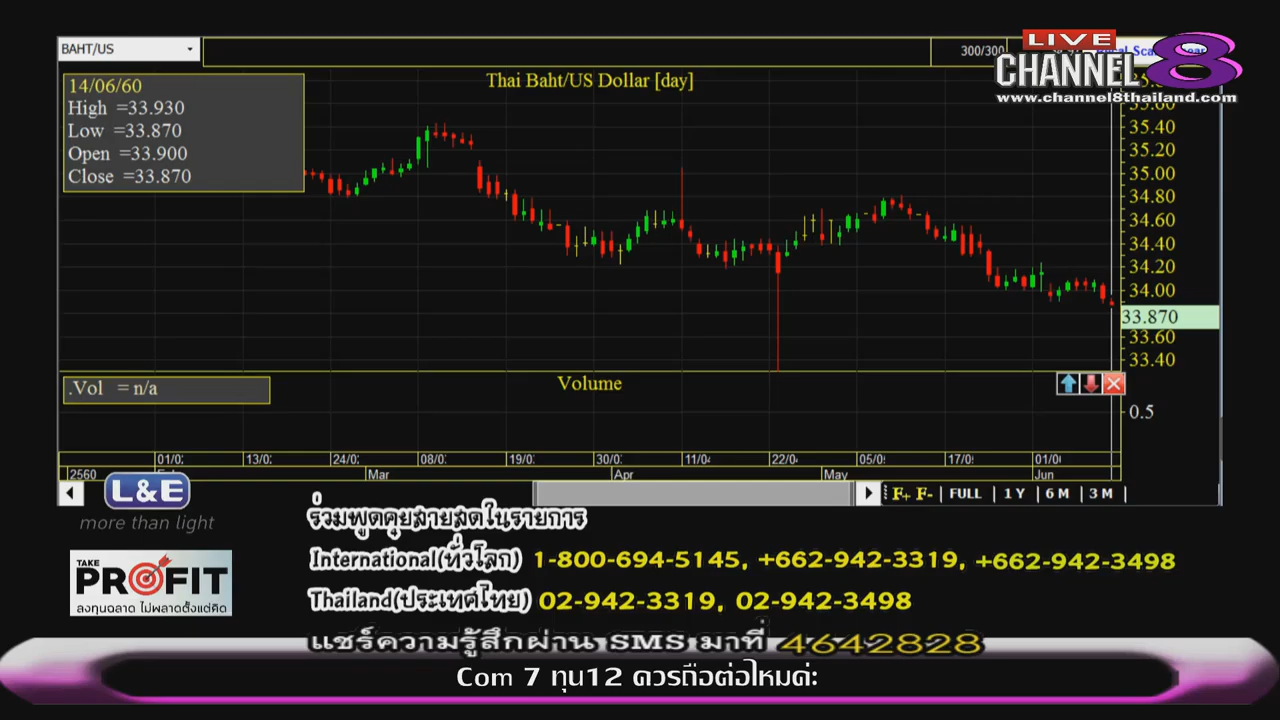 BAHT/US
300/300
LIVE
CHANNEL 8
www.channel8thailand.com
Thai Baht/US Dollar [day]
14/06/60
High =33.930
Low =33.870
Open =33.900
Close =33.870
35.60
35.40
35.20
35.00
34.80
34.60
34.40
34.20
34.00
33.870
33.60
33.40
.Vol = n/a
Volume
0.5
01/0 13/0 24/0 08/0 19/0 30/0 11/0 22/0 05/0 17/0 01/0
2560 Mar Apr May Jun
F+ F- | FULL | 1 Y | 6 M | 3 M |
L&E
more than light
TAKE
PROFIT
ลงทุนฉลาด ไม่พลาดตั้งแต่คิด
ร่วมพูดคุยสายสดในรายการ
International(ทั่วโลก) 1-800-694-5145, +662-942-3319, +662-942-3498
Thailand(ประเทศไทย) 02-942-3319, 02-942-3498
แชร์ความรู้สึกผ่าน SMS มาที่ 4642828
Com 7 ทุน12 ควรถือต่อไหมค่ะ